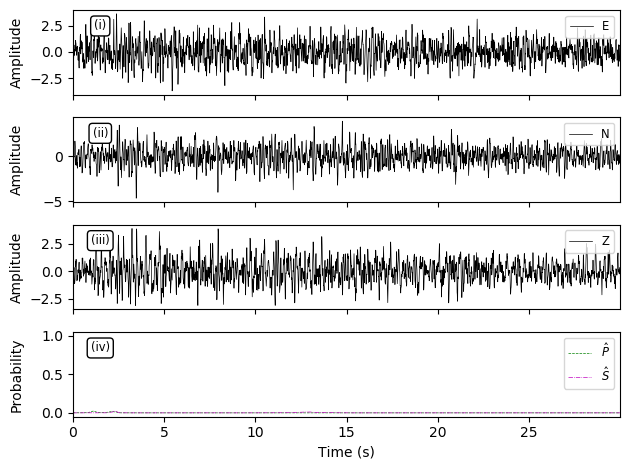 (i)
E
Amplitude
2.5
0.0
−2.5
(ii)
N
Amplitude
0
−5
(iii)
Z
Amplitude
2.5
0.0
−2.5
(iv)
P̂
Ŝ
Probability
1.0
0.5
0.0
0 5 10 15 20 25
Time (s)